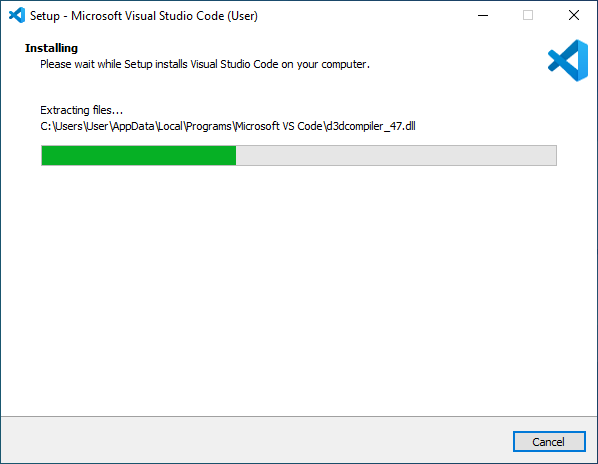 Setup - Microsoft Visual Studio Code (User)
Installing
Please wait while Setup installs Visual Studio Code on your computer.
Extracting files...
C:\Users\User\AppData\Local\Programs\Microsoft VS Code\d3dcompiler_47.dll
Cancel